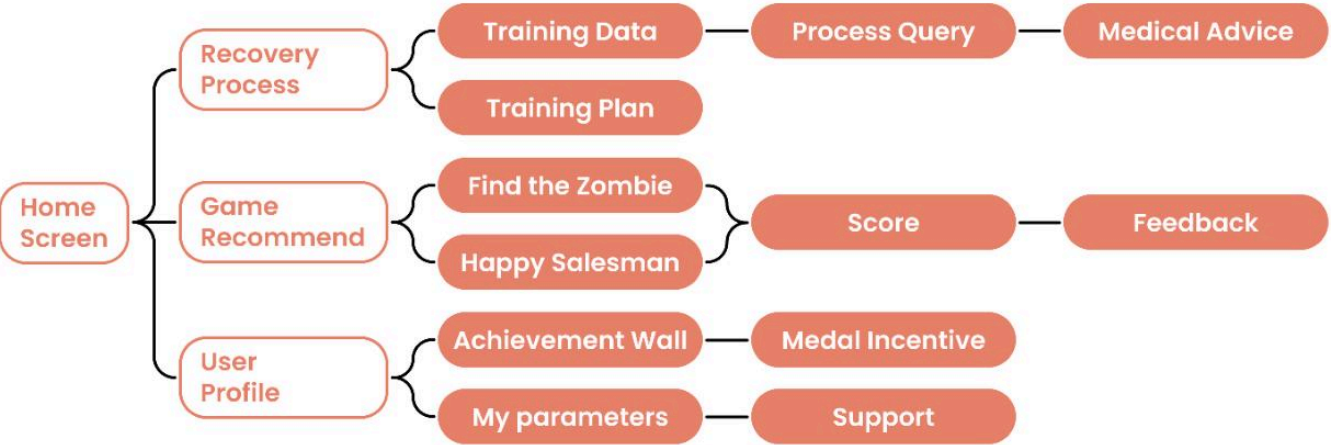 Training Data
Process Query
Medical Advice
Recovery
Process
Training Plan
Find the Zombie
Home
Screen
Game
Recommend
Score
Feedback
Happy Salesman
Achievement Wall
Medal Incentive
User
Profile
My parameters
Support